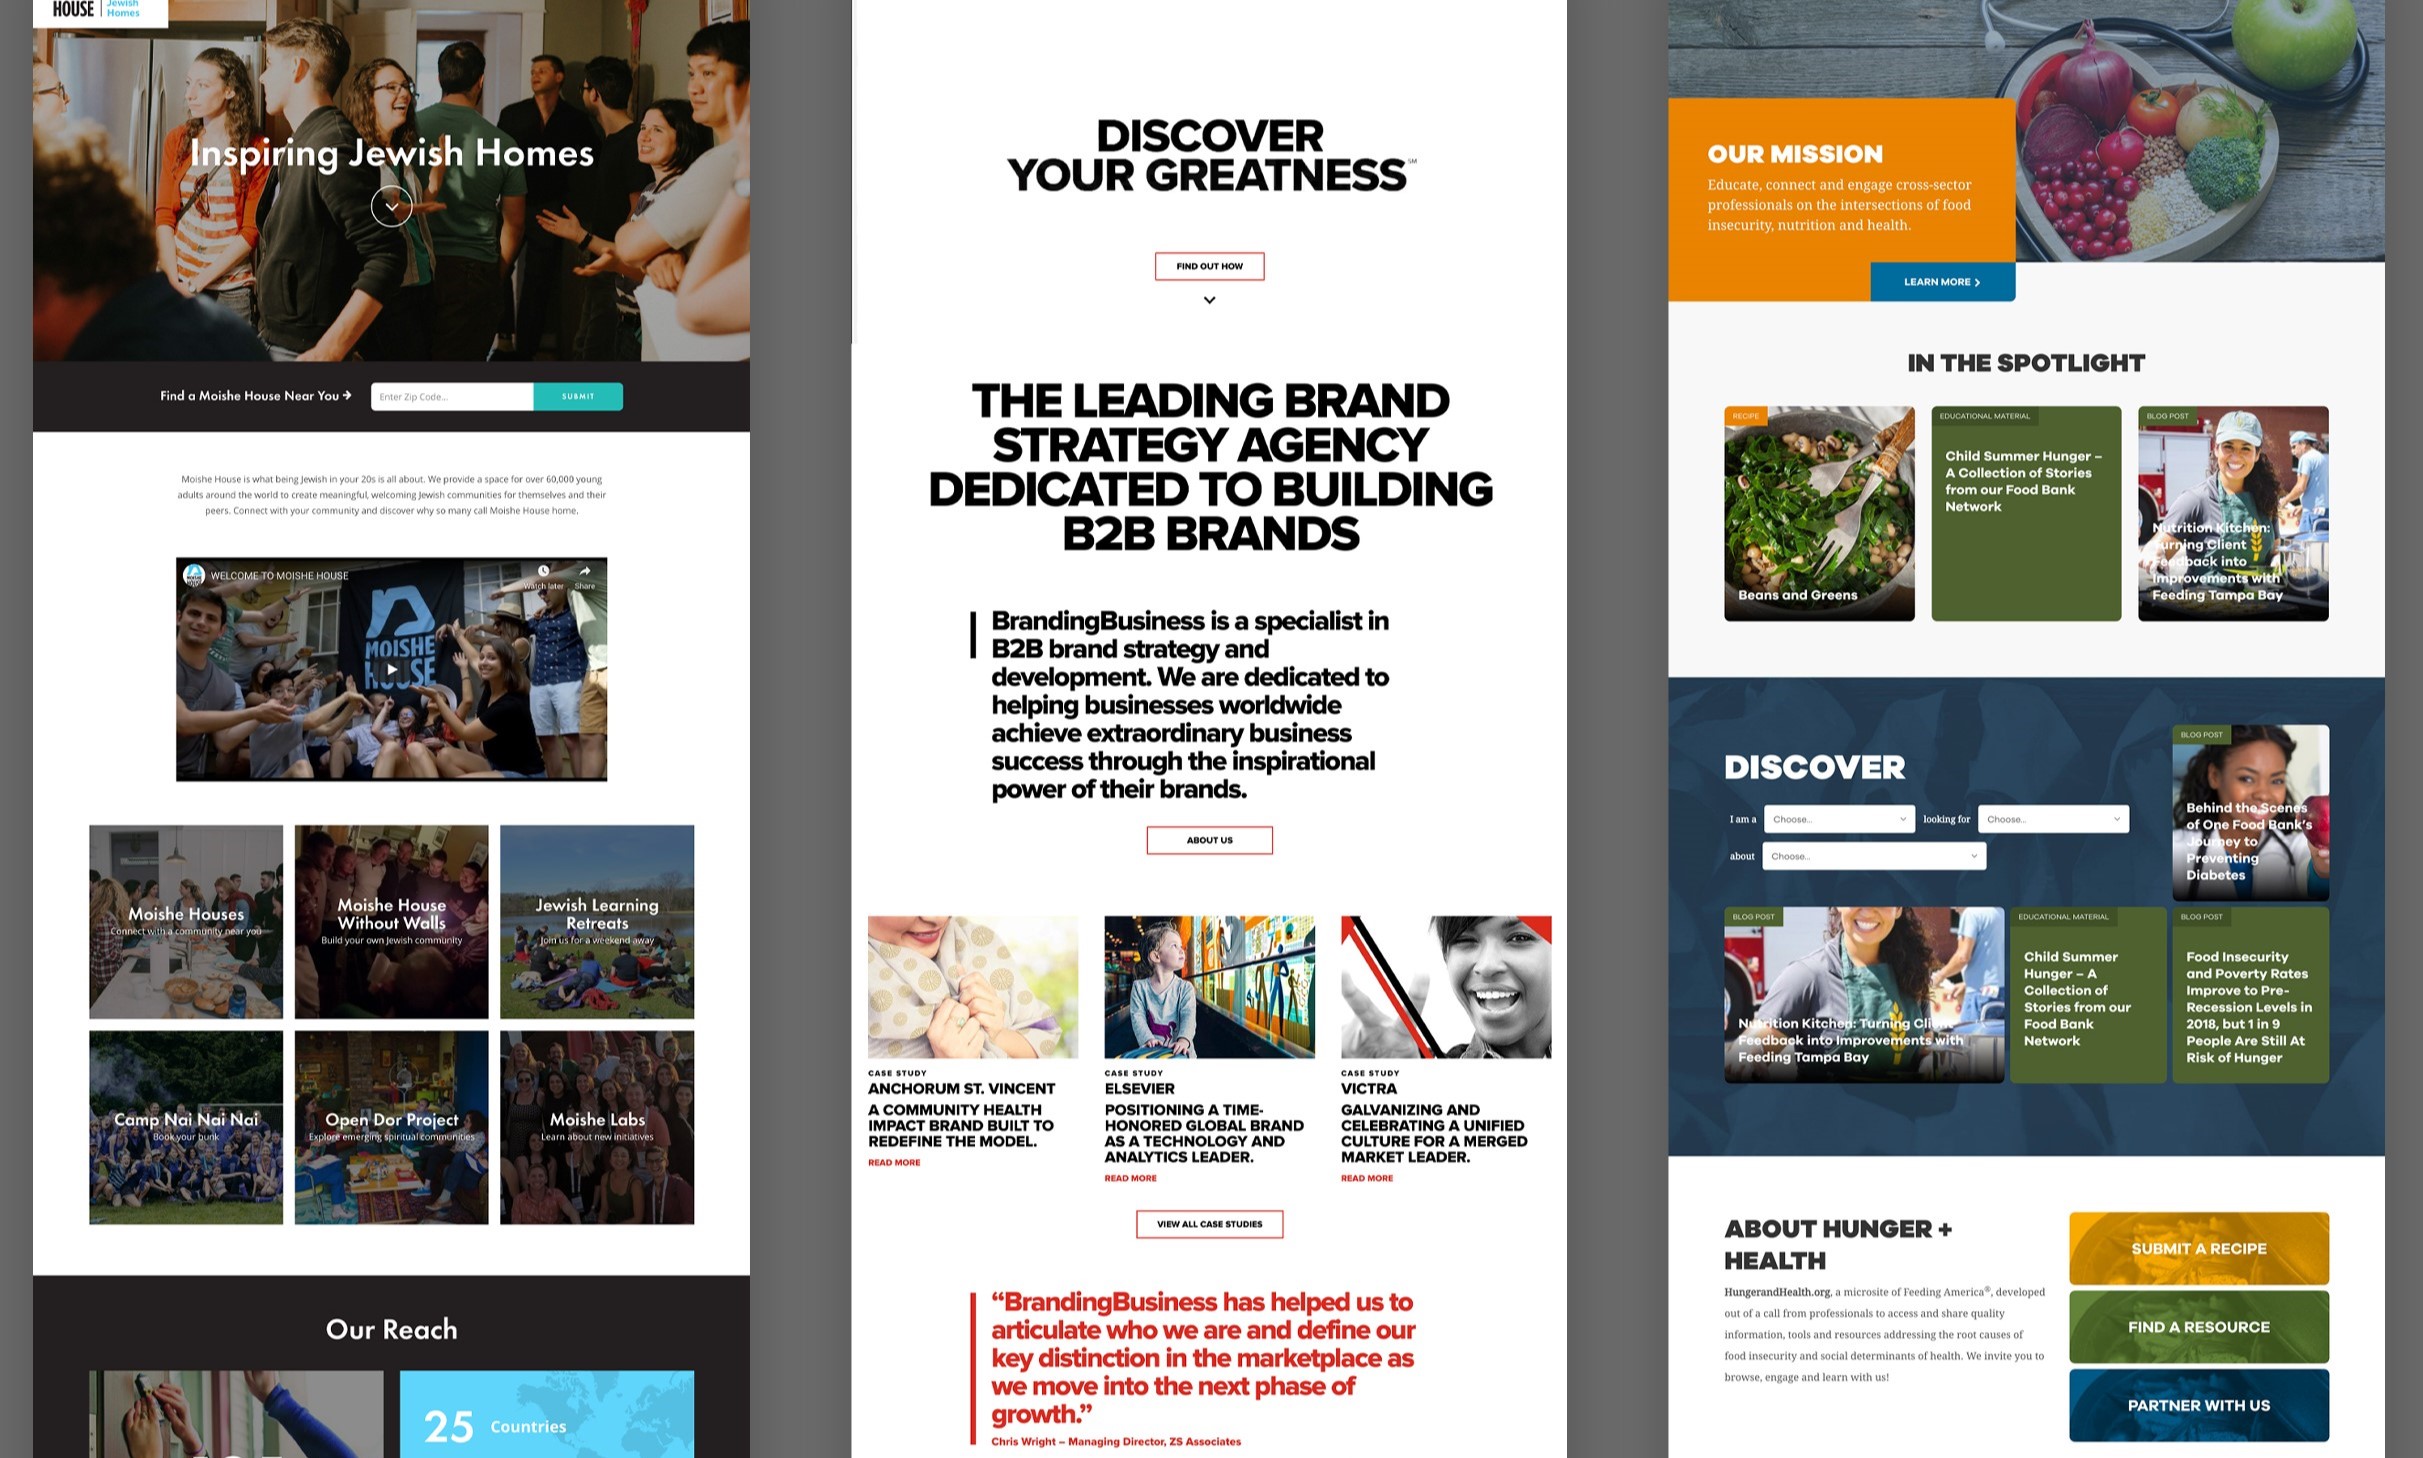 HOUSE
Jewish
Homes
Inspiring Jewish Homes
Find a Moishe House Near You
Enter Zip Code...
SUBMIT
Moishe House is what being Jewish in your 20s is all about. We provide a space for over 60,000 young
adults around the world to create meaningful, welcoming Jewish communities for themselves and their
peers. Connect with your community and discover why so many call Moishe House home.
WELCOME TO MOISHE HOUSE
Watch later
Share
MOISHE
HOUSE
Moishe Houses
Connect with a community near you
Moishe House
Without Walls
Build your own Jewish community
Jewish Learning
Retreats
Join us for a weekend away
Camp Nai Nai Nai
Book your bunk
Open Dor Project
Explore emerging spiritual communities
Moishe Labs
Learn about new initiatives
Our Reach
25 Countries
DISCOVER
YOUR GREATNESS℠
FIND OUT HOW
THE LEADING BRAND
STRATEGY AGENCY
DEDICATED TO BUILDING
B2B BRANDS
BrandingBusiness is a specialist in
B2B brand strategy and
development. We are dedicated to
helping businesses worldwide
achieve extraordinary business
success through the inspirational
power of their brands.
ABOUT US
CASE STUDY
ANCHORUM ST. VINCENT
A COMMUNITY HEALTH
IMPACT BRAND BUILT TO
REDEFINE THE MODEL.
READ MORE
CASE STUDY
ELSEVIER
POSITIONING A TIME-
HONORED GLOBAL BRAND
AS A TECHNOLOGY AND
ANALYTICS LEADER.
READ MORE
CASE STUDY
VICTRA
GALVANIZING AND
CELEBRATING A UNIFIED
CULTURE FOR A MERGED
MARKET LEADER.
READ MORE
VIEW ALL CASE STUDIES
“BrandingBusiness has helped us to
articulate who we are and define our
key distinction in the marketplace as
we move into the next phase of
growth.”
Chris Wright – Managing Director, ZS Associates
OUR MISSION
Educate, connect and engage cross-sector
professionals on the intersections of food
insecurity, nutrition and health.
LEARN MORE
IN THE SPOTLIGHT
RECIPE
Beans and Greens
EDUCATIONAL MATERIAL
Child Summer Hunger –
A Collection of Stories
from our Food Bank
Network
BLOG POST
Nutrition Kitchen:
Turning Client
Feedback into
Improvements with
Feeding Tampa Bay
DISCOVER
I am a
Choose...
looking for
Choose...
about
Choose...
BLOG POST
Behind the Scenes
of One Food Bank's
Journey to
Preventing
Diabetes
BLOG POST
Nutrition Kitchen: Turning Client
Feedback into Improvements with
Feeding Tampa Bay
EDUCATIONAL MATERIAL
Child Summer
Hunger – A
Collection of
Stories from our
Food Bank
Network
BLOG POST
Food Insecurity
and Poverty Rates
Improve to Pre-
Recession Levels in
2018, but 1 in 9
People Are Still At
Risk of Hunger
ABOUT HUNGER +
HEALTH
HungerandHealth.org, a microsite of Feeding America®, developed
out of a call from professionals to access and share quality
information, tools and resources addressing the root causes of
food insecurity and social determinants of health. We invite you to
browse, engage and learn with us!
SUBMIT A RECIPE
FIND A RESOURCE
PARTNER WITH US